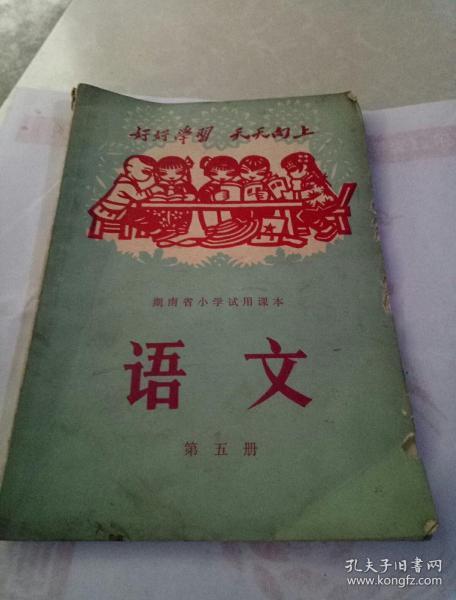 好好学習 天天向上
湖南省小学试用课本
语文
第五册
孔夫子旧书网
www.kongfz.com